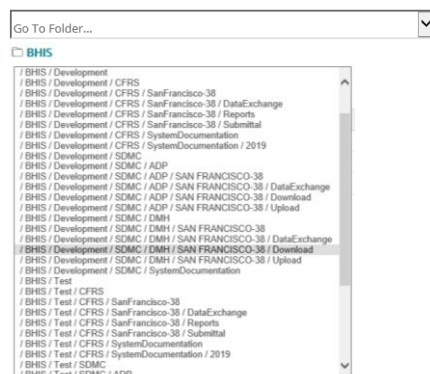 Go To Folder...
BHIS
/ BHIS / Development
/ BHIS / Development / CFRS
/ BHIS / Development / CFRS / SanFrancisco-38
/ BHIS / Development / CFRS / SanFrancisco-38 / DataExchange
/ BHIS / Development / CFRS / SanFrancisco-38 / Reports
/ BHIS / Development / CFRS / SanFrancisco-38 / Submittal
/ BHIS / Development / CFRS / SystemDocumentation
/ BHIS / Development / CFRS / SystemDocumentation / 2019
/ BHIS / Development / SDMC
/ BHIS / Development / SDMC / ADP
/ BHIS / Development / SDMC / ADP / SAN FRANCISCO-38
/ BHIS / Development / SDMC / ADP / SAN FRANCISCO-38 / DataExchange
/ BHIS / Development / SDMC / ADP / SAN FRANCISCO-38 / Download
/ BHIS / Development / SDMC / ADP / SAN FRANCISCO-38 / Upload
/ BHIS / Development / SDMC / DMH
/ BHIS / Development / SDMC / DMH / SAN FRANCISCO-38
/ BHIS / Development / SDMC / DMH / SAN FRANCISCO-38 / DataExchange
/ BHIS / Development / SDMC / DMH / SAN FRANCISCO-38 / Download
/ BHIS / Development / SDMC / DMH / SAN FRANCISCO-38 / Upload
/ BHIS / Development / SDMC / SystemDocumentation
/ BHIS / Test
/ BHIS / Test / CFRS
/ BHIS / Test / CFRS / SanFrancisco-38
/ BHIS / Test / CFRS / SanFrancisco-38 / DataExchange
/ BHIS / Test / CFRS / SanFrancisco-38 / Reports
/ BHIS / Test / CFRS / SanFrancisco-38 / Submittal
/ BHIS / Test / CFRS / SystemDocumentation
/ BHIS / Test / CFRS / SystemDocumentation / 2019
/ BHIS / Test / SDMC
/ BHIS / Test / SDMC / ADP